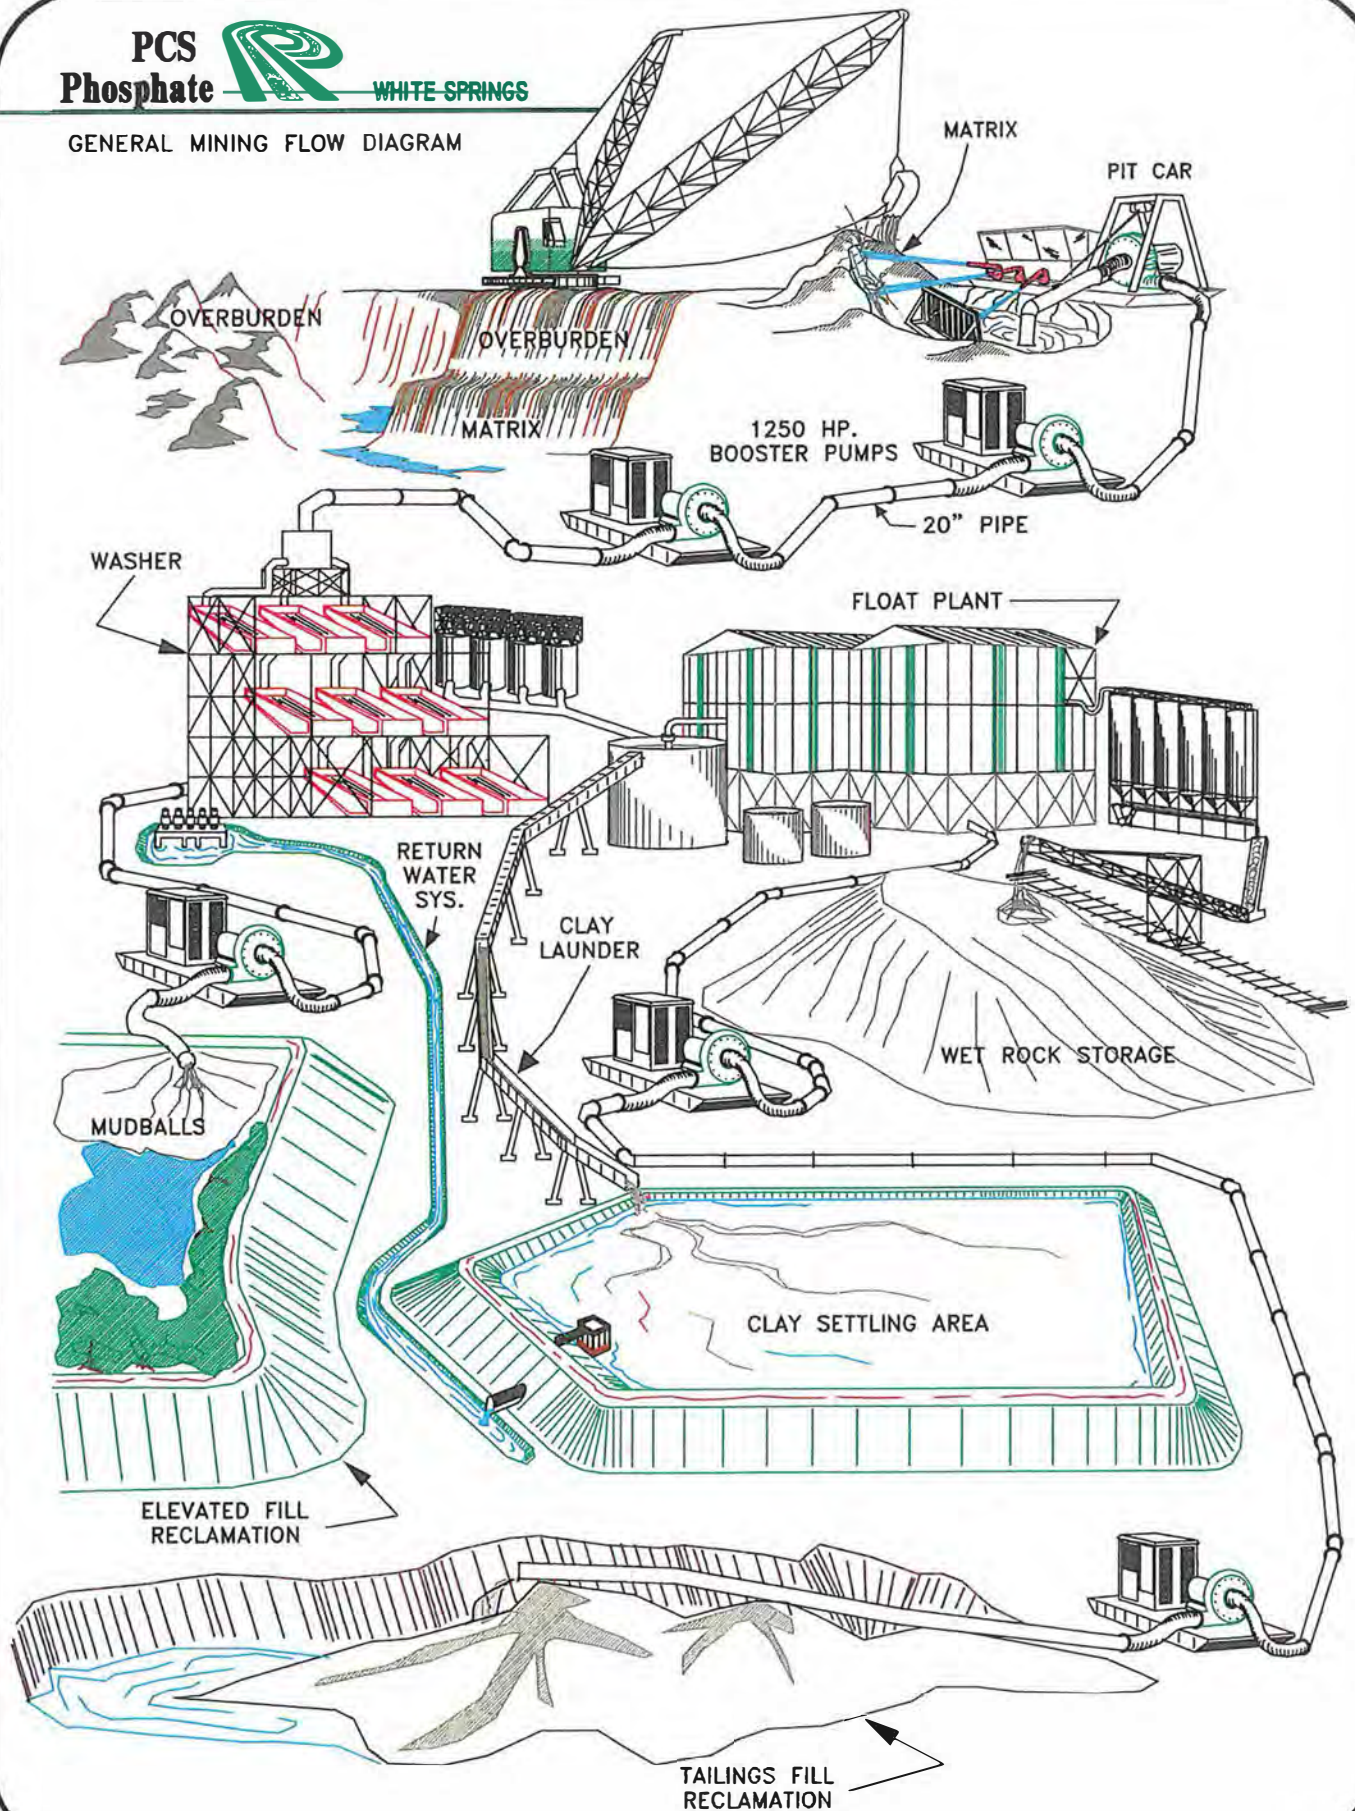 PCS
Phosphate
WHITE SPRINGS
GENERAL MINING FLOW DIAGRAM
MATRIX
PIT CAR
OVERBURDEN
OVERBURDEN
MATRIX
1250 HP.
BOOSTER PUMPS
20" PIPE
WASHER
FLOAT PLANT
RETURN
WATER
SYS.
CLAY
LAUNDER
WET ROCK STORAGE
MUDBALLS
CLAY SETTLING AREA
ELEVATED FILL
RECLAMATION
TAILINGS FILL
RECLAMATION